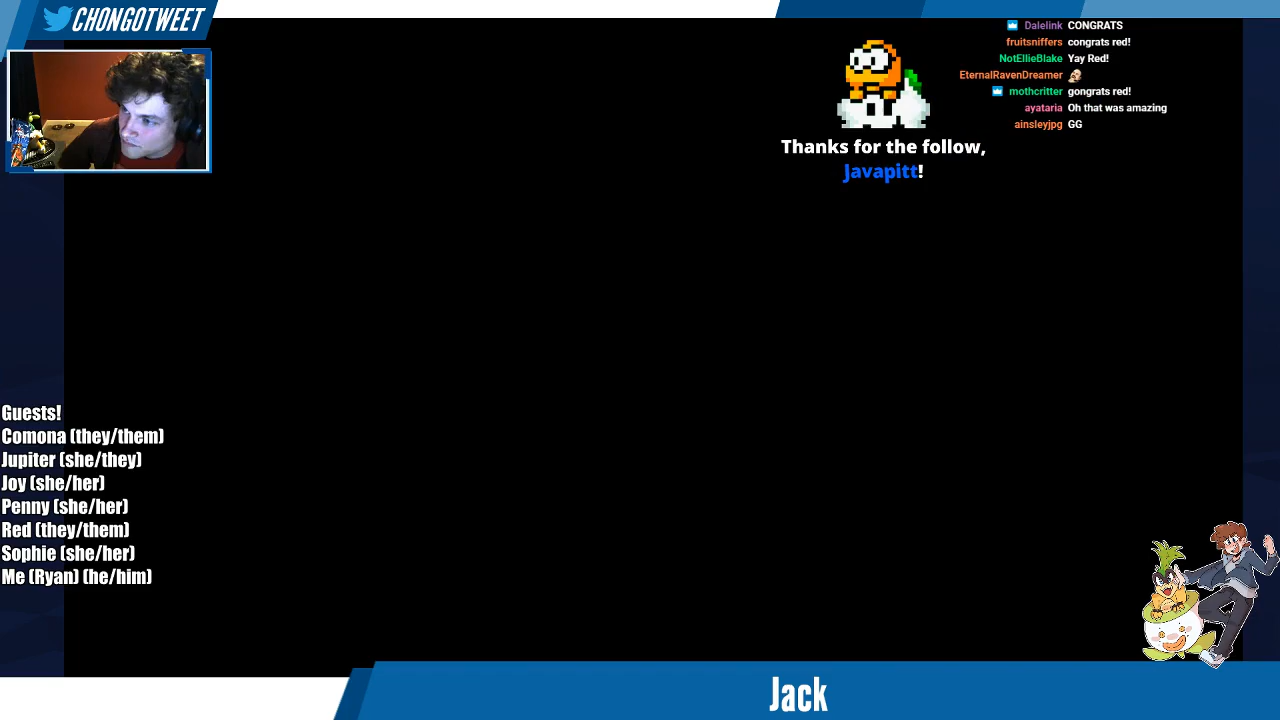 CHONGOTWEET
Dalelink CONGRATS
fruitsniffers congrats red!
NotEllieBlake Yay Red!
EternalRavenDreamer
mothcritter gongrats red!
ayataria Oh that was amazing
ainsleyjpg GG
Thanks for the follow,
Javapitt!
Guests!
Comona (they/them)
Jupiter (she/they)
Joy (she/her)
Penny (she/her)
Red (they/them)
Sophie (she/her)
Me (Ryan) (he/him)
Jack